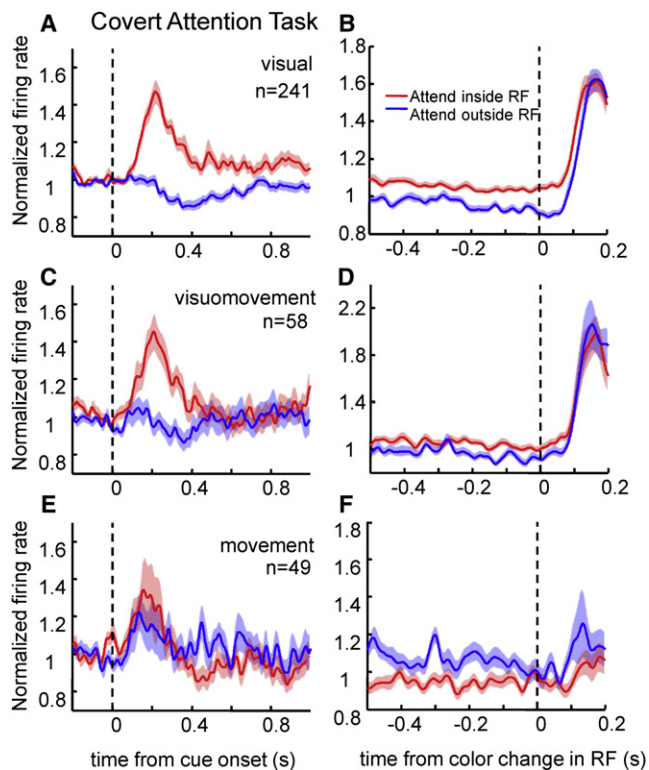 Covert Attention Task
A
B
visual
n=241
Normalized firing rate
1.6
1.4
1.2
1
0.8
0
0.4
0.8
1.8
1.6
1.4
1.2
1
0.8
Attend inside RF
Attend outside RF
-0.4
-0.2
0
0.2
C
D
visuomovement
n=58
Normalized firing rate
1.6
1.4
1.2
1
0.8
0
0.4
0.8
2.2
1.8
1.4
1
-0.4
-0.2
0
0.2
E
F
movement
n=49
Normalized firing rate
1.6
1.4
1.2
1
0.8
0
0.4
0.8
time from cue onset (s)
1.8
1.6
1.4
1.2
1
0.8
-0.4
-0.2
0
0.2
time from color change in RF (s)